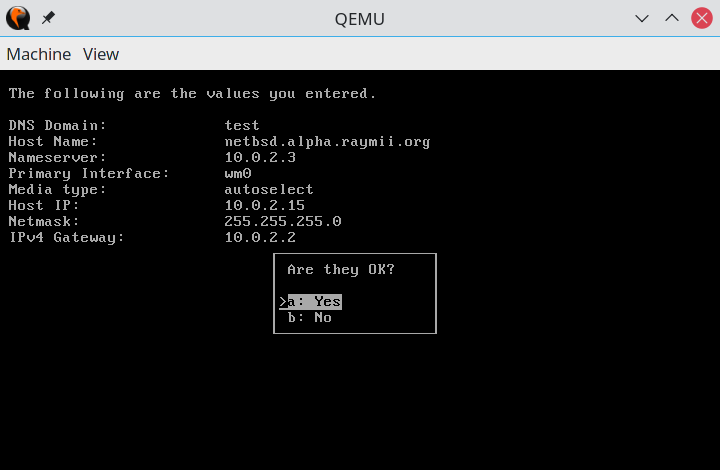 QEMU
Machine View
The following are the values you entered.
DNS Domain: test
Host Name: netbsd.alpha.raymii.org
Nameserver: 10.0.2.3
Primary Interface: wm0
Media type: autoselect
Host IP: 10.0.2.15
Netmask: 255.255.255.0
IPv4 Gateway: 10.0.2.2
Are they OK?
>a: Yes
b: No